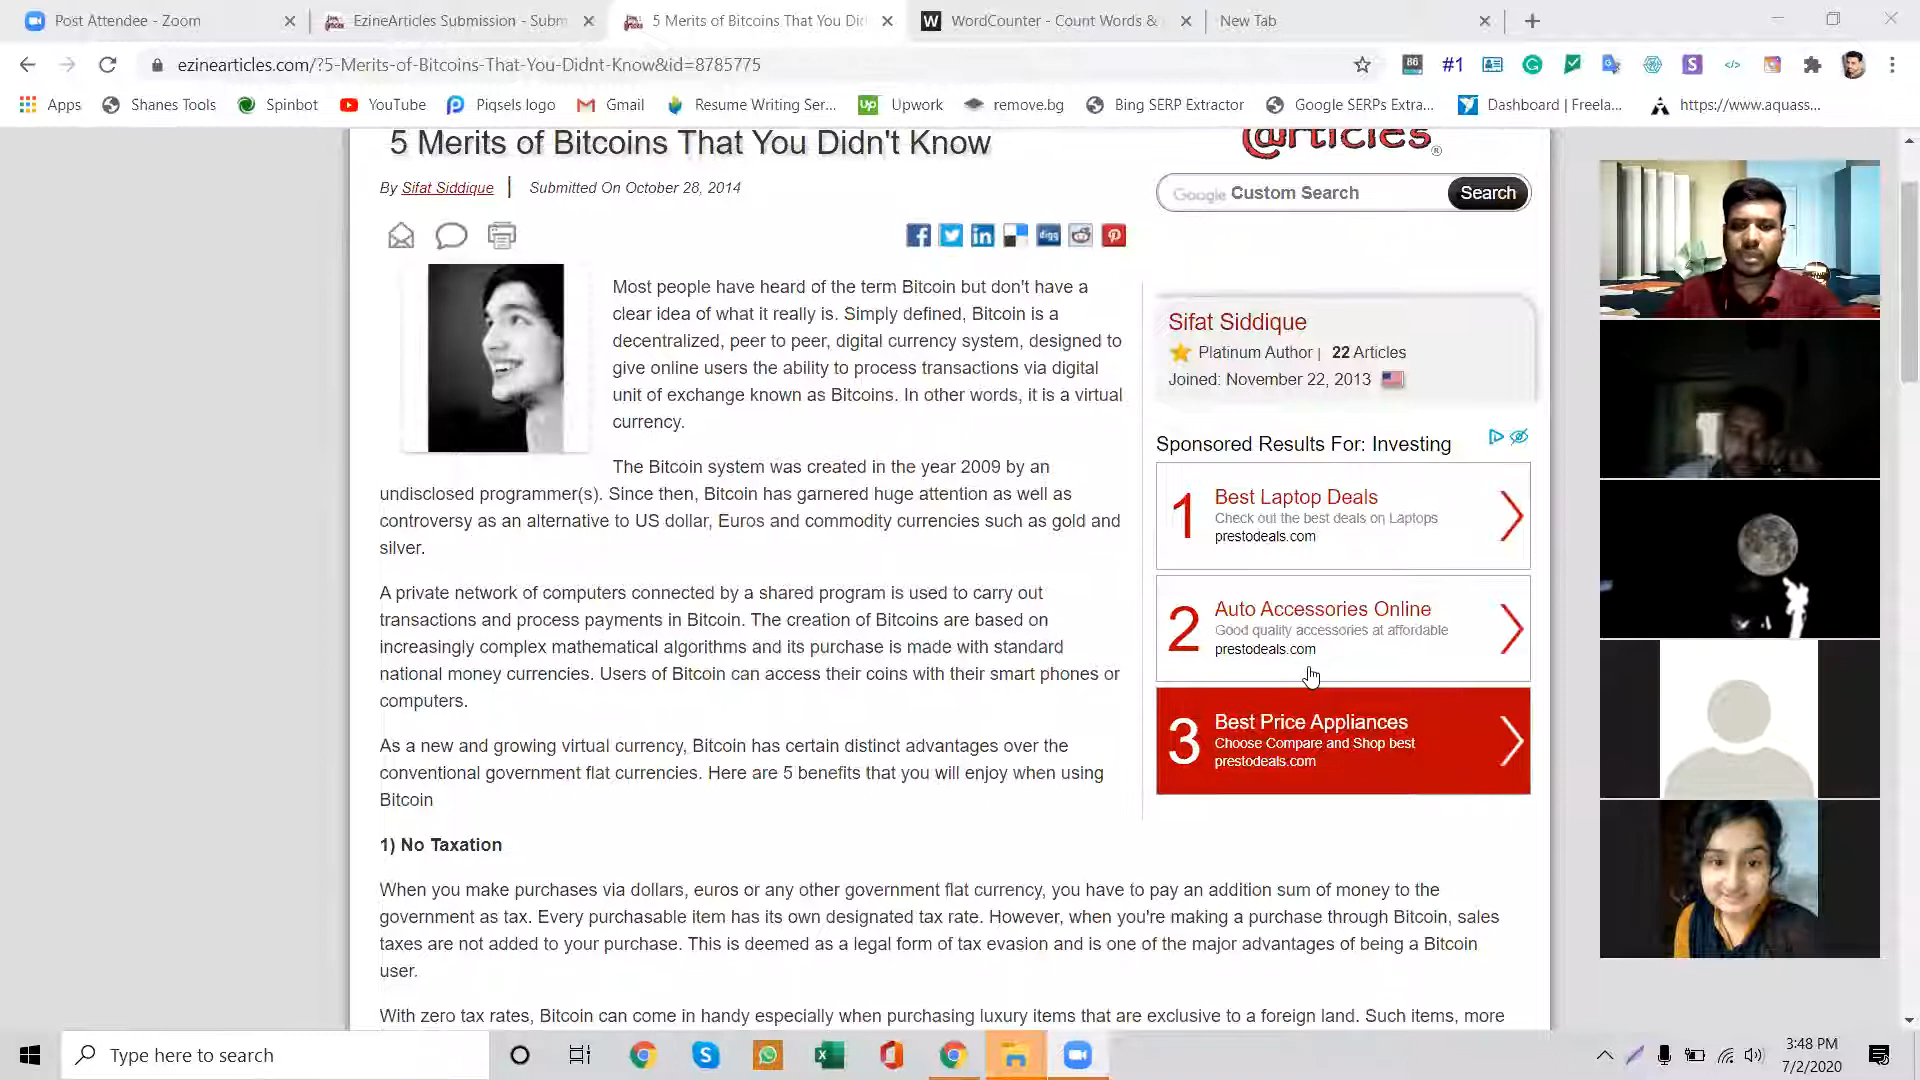 Post Attendee - Zoom
EzineArticles Submission - Subm
5 Merits of Bitcoins That You Did
WordCounter - Count Words &
New Tab
ezinearticles.com/?5-Merits-of-Bitcoins-That-You-Didnt-Know&id=8785775
86
#1
Apps
Shanes Tools
Spinbot
YouTube
Piqsels logo
Gmail
Resume Writing Ser...
Up
Upwork
remove.bg
Bing SERP Extractor
Google SERPs Extra...
Dashboard | Freela...
https://www.aquass...
5 Merits of Bitcoins That You Didn't Know
@articles®
By Sifat Siddique | Submitted On October 28, 2014
Google Custom Search
Search
digg
Most people have heard of the term Bitcoin but don't have a
clear idea of what it really is. Simply defined, Bitcoin is a
decentralized, peer to peer, digital currency system, designed to
give online users the ability to process transactions via digital
unit of exchange known as Bitcoins. In other words, it is a virtual
currency.
The Bitcoin system was created in the year 2009 by an
undisclosed programmer(s). Since then, Bitcoin has garnered huge attention as well as
controversy as an alternative to US dollar, Euros and commodity currencies such as gold and
silver.
A private network of computers connected by a shared program is used to carry out
transactions and process payments in Bitcoin. The creation of Bitcoins are based on
increasingly complex mathematical algorithms and its purchase is made with standard
national money currencies. Users of Bitcoin can access their coins with their smart phones or
computers.
As a new and growing virtual currency, Bitcoin has certain distinct advantages over the
conventional government flat currencies. Here are 5 benefits that you will enjoy when using
Bitcoin
1) No Taxation
When you make purchases via dollars, euros or any other government flat currency, you have to pay an addition sum of money to the
government as tax. Every purchasable item has its own designated tax rate. However, when you're making a purchase through Bitcoin, sales
taxes are not added to your purchase. This is deemed as a legal form of tax evasion and is one of the major advantages of being a Bitcoin
user.
With zero tax rates, Bitcoin can come in handy especially when purchasing luxury items that are exclusive to a foreign land. Such items, more
Sifat Siddique
Platinum Author | 22 Articles
Joined: November 22, 2013
Sponsored Results For: Investing
1
Best Laptop Deals
Check out the best deals on Laptops
prestodeals.com
2
Auto Accessories Online
Good quality accessories at affordable
prestodeals.com
3
Best Price Appliances
Choose Compare and Shop best
prestodeals.com
Type here to search
3:48 PM
7/2/2020